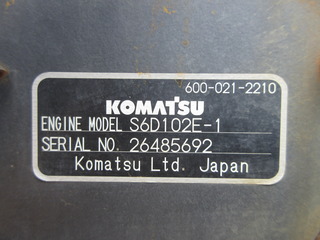 600-021-2210
KOMATSU
ENGINE MODEL S6D102E-1
SERIAL NO. 26485692
Komatsu Ltd. Japan